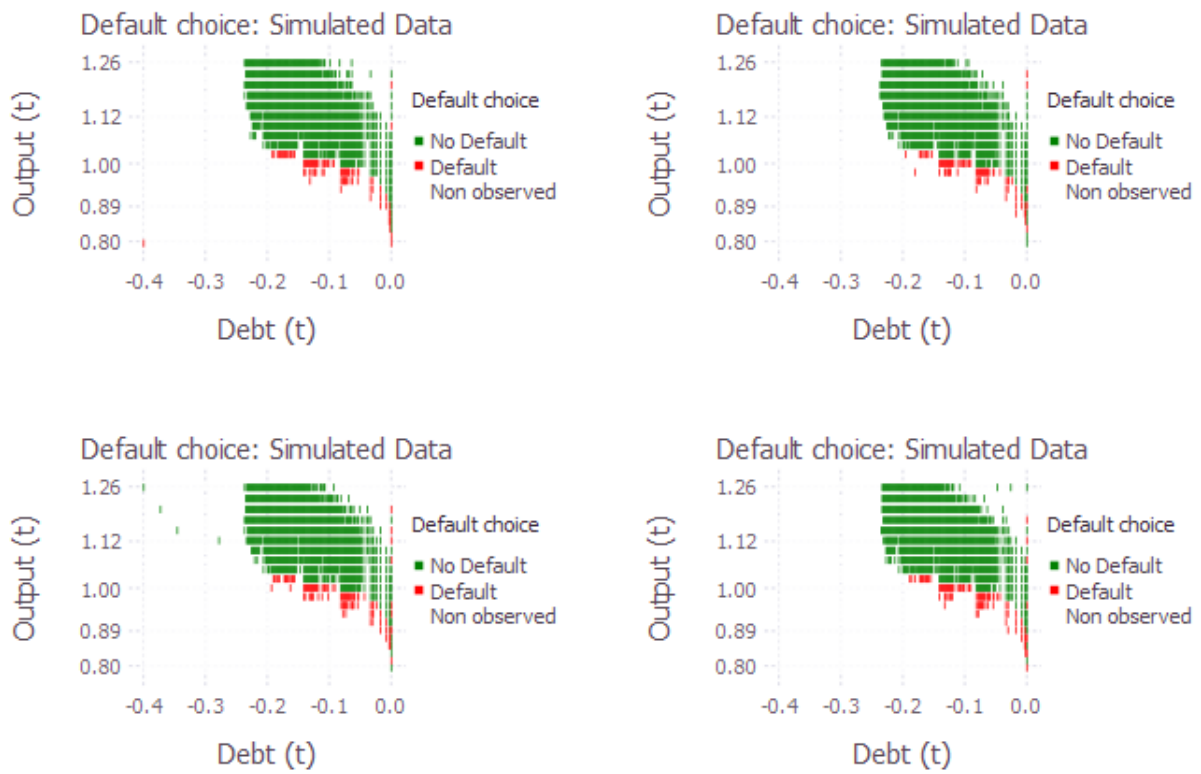 Default choice: Simulated Data
Output (t)
1.26
1.12
1.00
0.89
0.80
-0.4 -0.3 -0.2 -0.1 0.0
Debt (t)
Default choice
No Default
Default
Non observed
Default choice: Simulated Data
Output (t)
1.26
1.12
1.00
0.89
0.80
-0.4 -0.3 -0.2 -0.1 0.0
Debt (t)
Default choice
No Default
Default
Non observed
Default choice: Simulated Data
Output (t)
1.26
1.12
1.00
0.89
0.80
-0.4 -0.3 -0.2 -0.1 0.0
Debt (t)
Default choice
No Default
Default
Non observed
Default choice: Simulated Data
Output (t)
1.26
1.12
1.00
0.89
0.80
-0.4 -0.3 -0.2 -0.1 0.0
Debt (t)
Default choice
No Default
Default
Non observed